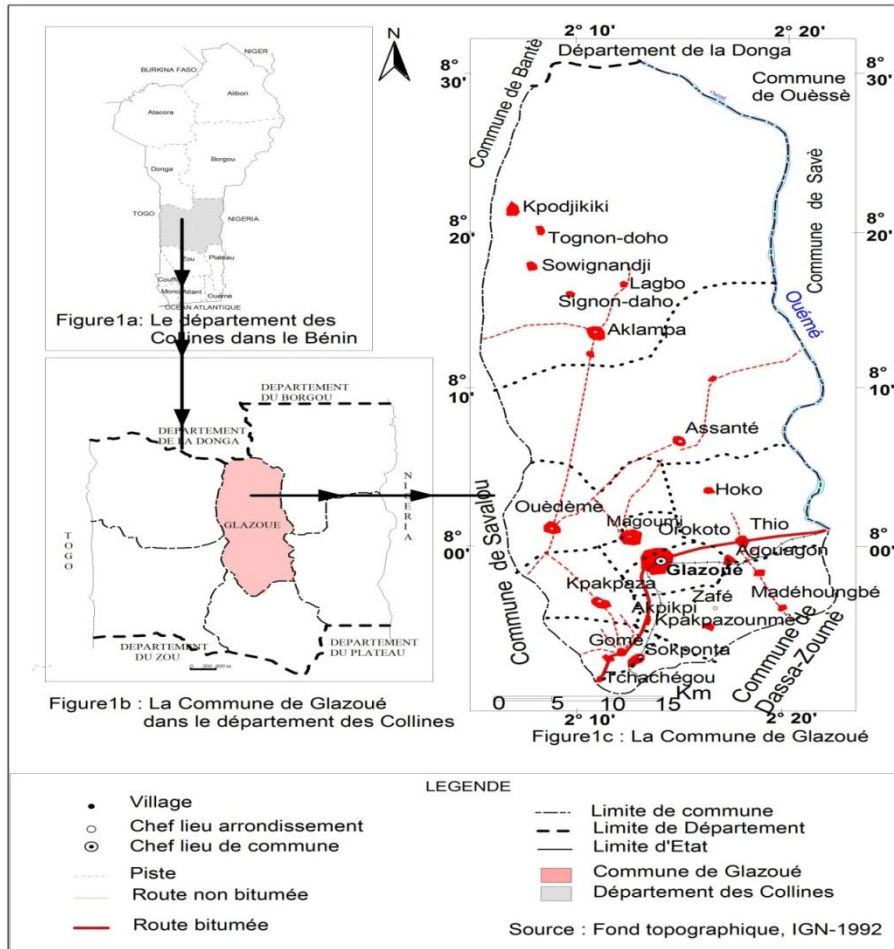 NIGER
BURKINA FASO
Alibori
Atacora
Borgou
Donga
TOGO
NIGERIA
Zou
Plateau
Couffo
Mono
Atlant
Ouémé
OCEAN ATLANTIQUE
Figure1a: Le département des
Collines dans le Bénin
DEPARTEMENT
DU BORGOU
DEPARTEMENT
DE LA DONGA
GLAZOUE
TOGO
NIGERIA
DEPARTEMENT
DU ZOU
DEPARTEMENT
DU PLATEAU
Figure1b : La Commune de Glazoué
dans le département des Collines
N
2° 10'
2° 20'
Département de la Donga
8°
30'
8°
30'
Commune de Bantè
Commune
de Ouèssè
Commune de Savè
Kpodjikiki
8°
20'
8°
20'
Tognon-doho
Sowignandji
Lagbo
Signon-daho
Aklampa
Ouémé
8°
10'
8°
10'
Assanté
Hoko
Ouèdèmè
Magoumi
Orokoto
Thio
8°
00'
8°
00'
Aouagon
Glazoué
Commune de Savalou
Kpakpaza
Zafé
Madéhoungbé
Akpikpi
Kpakpazounmè
Gomé
Sokponta
Tchachégou
Commune de
Dassa-Zoumè
0 5 10 15 Km
2° 10'
2° 20'
Figure1c : La Commune de Glazoué
LEGENDE
Village
Chef lieu arrondissement
Chef lieu de commune
Piste
Route non bitumée
Route bitumée
Limite de commune
Limite de Département
Limite d'Etat
Commune de Glazoué
Département des Collines
Source : Fond topographique, IGN-1992